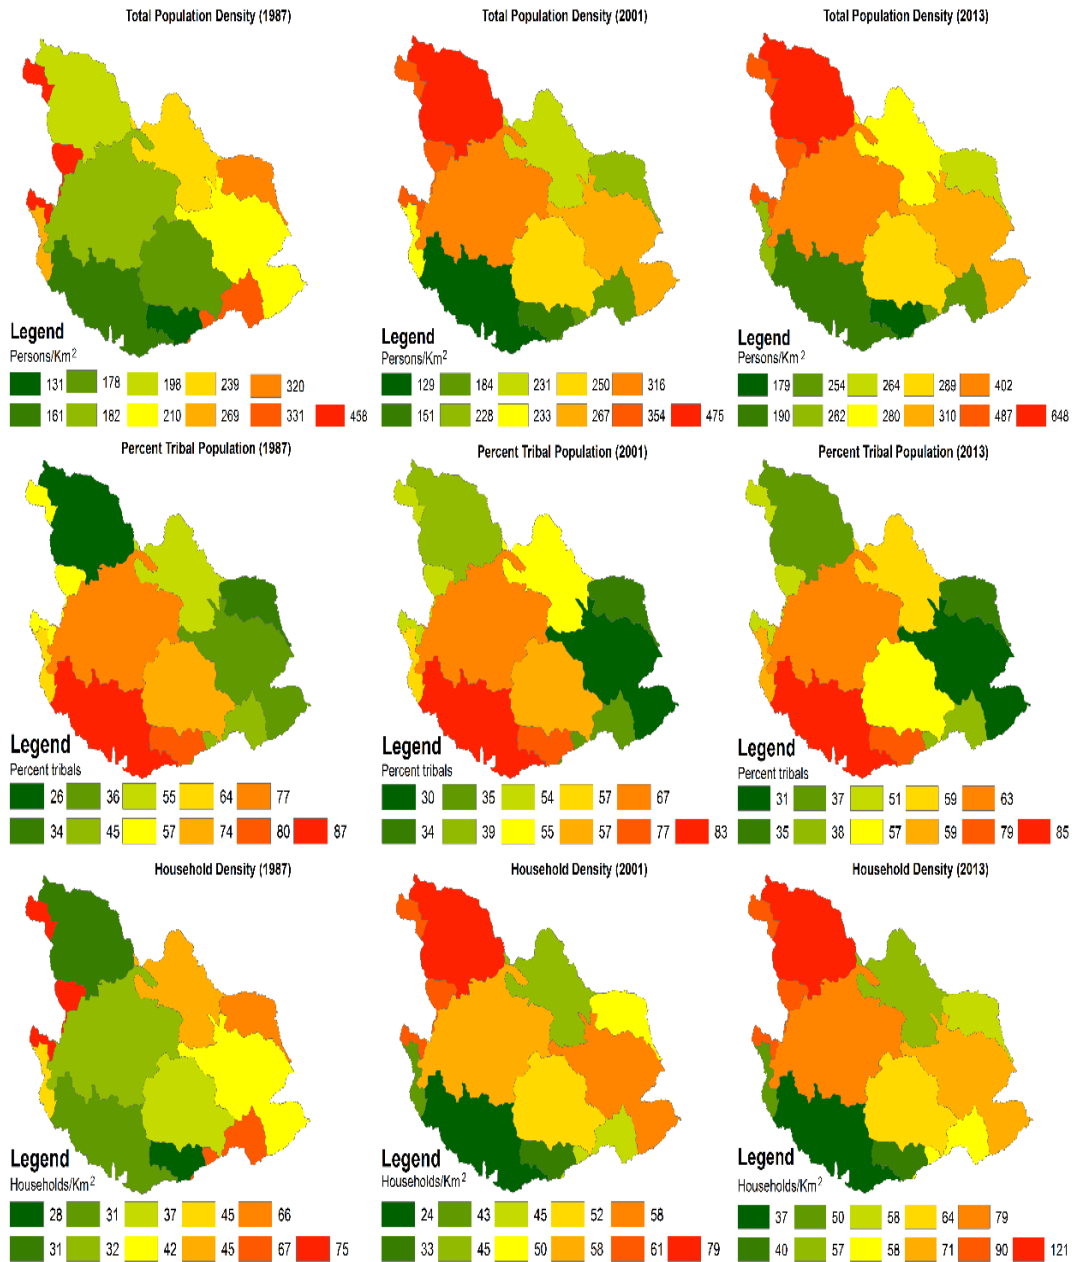 Total Population Density (1987)
Total Population Density (2001)
Total Population Density (2013)
Legend
Persons/Km2
131 178 198 239 320
161 182 210 269 331 458
Legend
Persons/Km2
129 184 231 250 316
151 228 233 267 354 475
Legend
Persons/Km2
179 254 264 289 402
190 262 280 310 487 648
Percent Tribal Population (1987)
Percent Tribal Population (2001)
Percent Tribal Population (2013)
Legend
Percent tribals
26 36 55 64 77
34 45 57 74 80 87
Legend
Percent tribals
30 35 54 57 67
34 39 55 57 77 83
Legend
Percent tribals
31 37 51 59 63
35 38 57 59 79 85
Household Density (1987)
Household Density (2001)
Household Density (2013)
Legend
Households/Km2
28 31 37 45 66
31 32 42 45 67 75
Legend
Households/Km2
24 43 45 52 58
33 45 50 58 61 79
Legend
Households/Km2
37 50 58 64 79
40 57 58 71 90 121